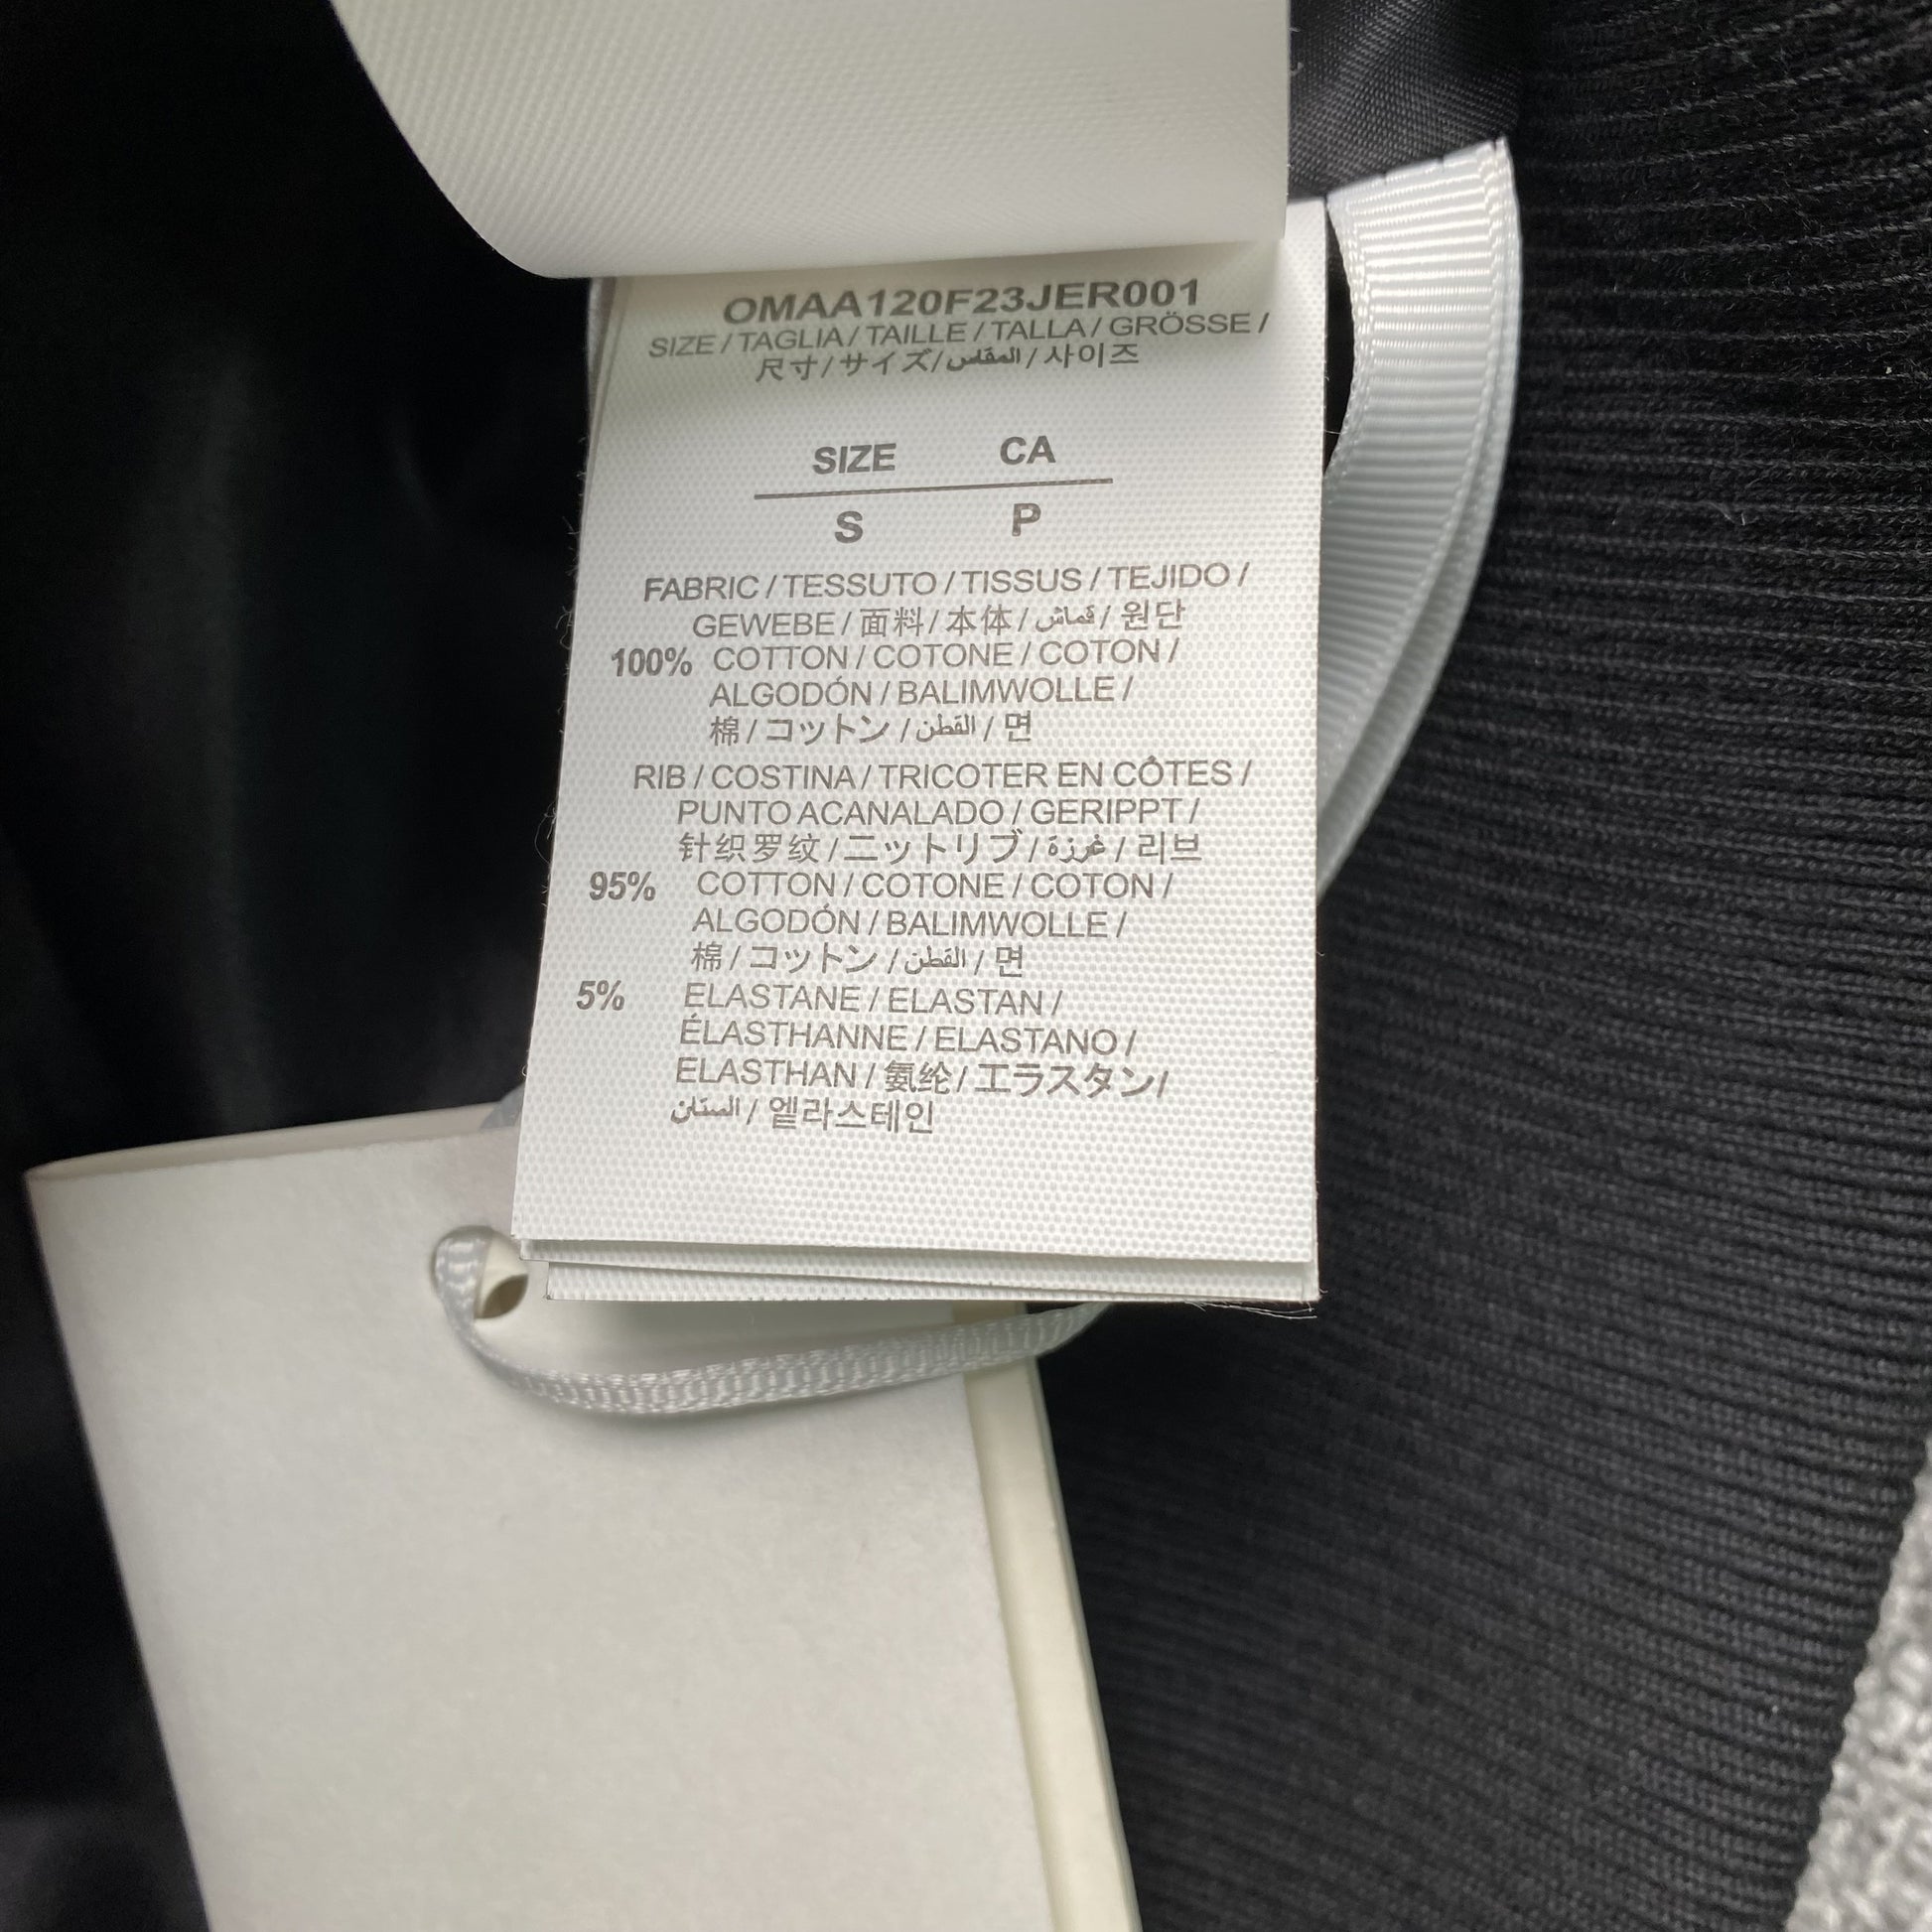 OMAA120F23JER001
SIZE / TAGLIA / TAILLE / TALLA / GRÖSSE /
尺寸 / サイズ / المقاس / 사이즈
SIZE CA
S P
FABRIC / TESSUTO / TISSUS / TEJIDO /
GEWEBE / 面料 / 本体 / قماش / 원단
100% COTTON / COTONE / COTON /
ALGODÓN / BALIMWOLLE /
棉 / コットン / القطن / 면
RIB / COSTINA / TRICOTER EN CÔTES /
PUNTO ACANALADO / GERIPPT /
针织罗纹 / ニットリブ / غرزة / 리브
95% COTTON / COTONE / COTON /
ALGODÓN / BALIMWOLLE /
棉 / コットン / القطن / 면
5% ELASTANE / ELASTAN /
ÉLASTHANNE / ELASTANO /
ELASTHAN / 氨纶 / エラスタン/
/ 엘라스테인